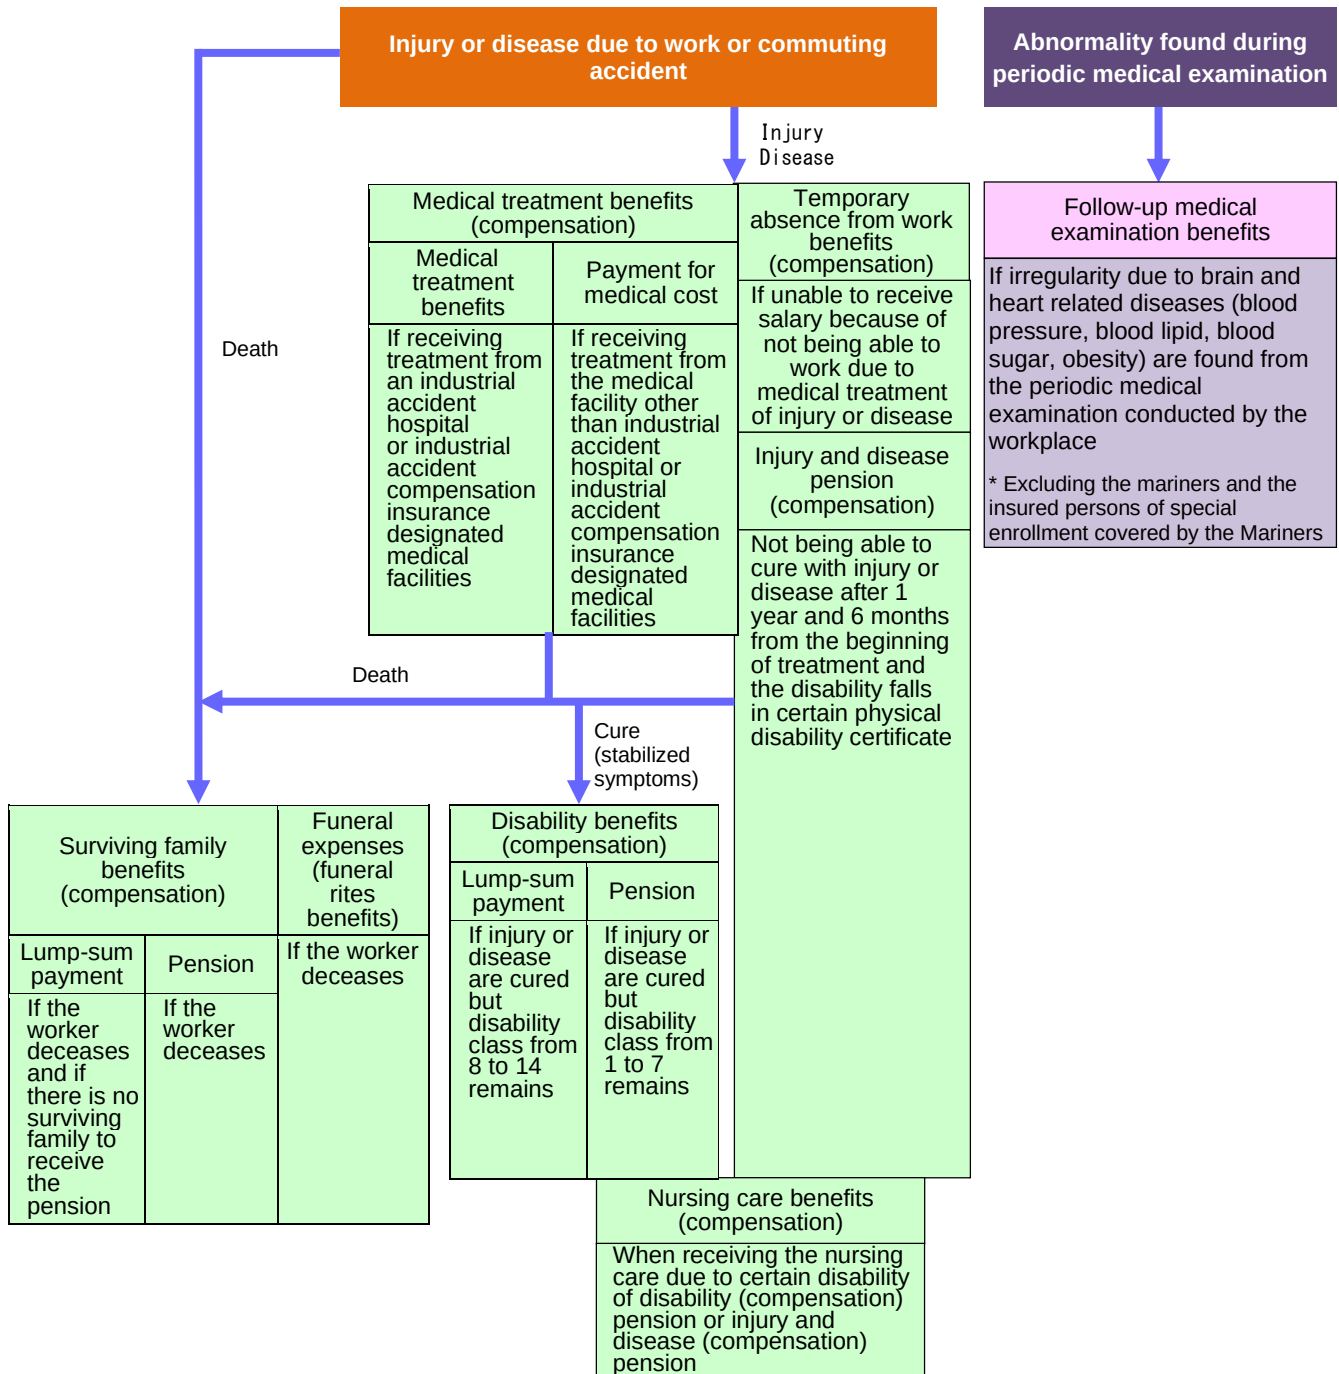 Injury or disease due to work or commuting
accident
Abnormality found during
periodic medical examination
Injury
Disease
Death
Medical treatment benefits
(compensation)
Medical
treatment
benefits
Payment for
medical cost
If receiving
treatment from
an industrial
accident
hospital
or industrial
accident
compensation
insurance
designated
medical
facilities
If receiving
treatment from
the medical
facility other
than industrial
accident
hospital or
industrial
accident
compensation
insurance
designated
medical
facilities
Temporary
absence from work
benefits
(compensation)
If unable to receive
salary because of
not being able to
work due to
medical treatment
of injury or disease
Injury and disease
pension
(compensation)
Not being able to
cure with injury or
disease after 1
year and 6 months
from the beginning
of treatment and
the disability falls
in certain physical
disability certificate
Follow-up medical
examination benefits
If irregularity due to brain and
heart related diseases (blood
pressure, blood lipid, blood
sugar, obesity) are found from
the periodic medical
examination conducted by the
workplace
* Excluding the mariners and the
insured persons of special
enrollment covered by the Mariners
Death
Cure
(stabilized
symptoms)
Surviving family
benefits
(compensation)
Funeral
expenses
(funeral
rites
benefits)
Lump-sum
payment
Pension
If the worker
deceases
If the
worker
deceases
and if
there is no
surviving
family to
receive
the
pension
If the
worker
deceases
Disability benefits
(compensation)
Lump-sum
payment
Pension
If injury or
disease
are cured
but
disability
class from
8 to 14
remains
If injury or
disease
are cured
but
disability
class from
1 to 7
remains
Nursing care benefits
(compensation)
When receiving the nursing
care due to certain disability
of disability (compensation)
pension or injury and
disease (compensation)
pension